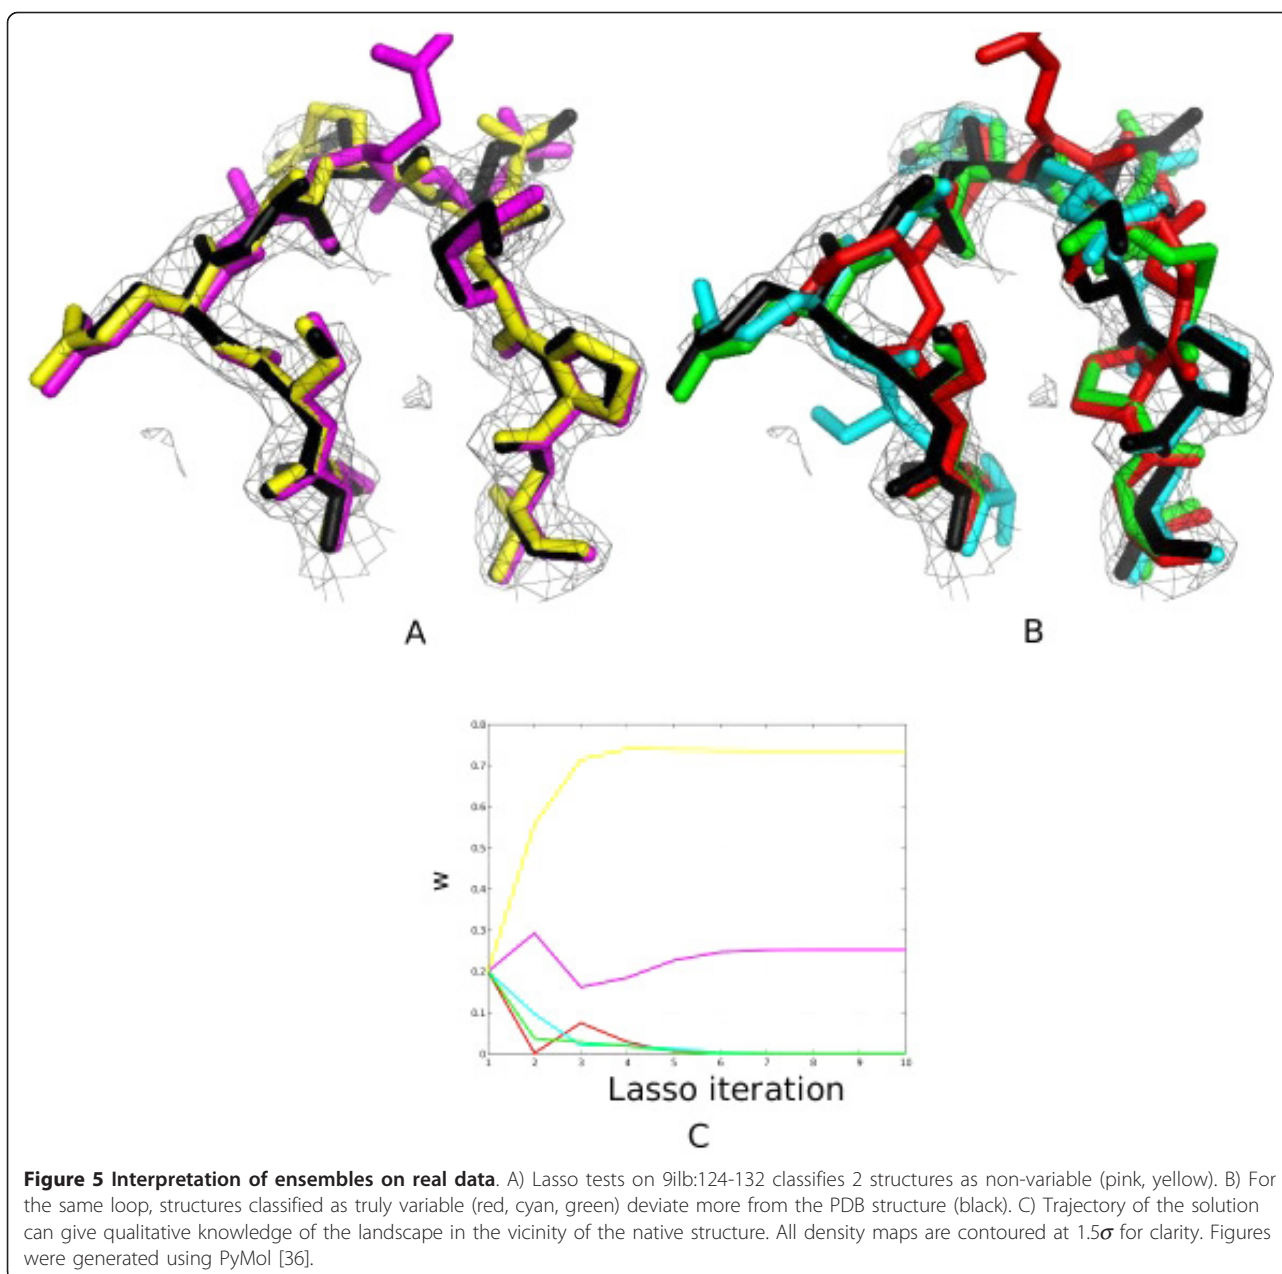 A
B
0.8
0.7
0.6
0.5
0.4
0.3
0.2
0.1
0
w
1 2 3 4 5 6 7 8 9 10
Lasso iteration
C
Figure 5 Interpretation of ensembles on real data. A) Lasso tests on 9ilb:124-132 classifies 2 structures as non-variable (pink, yellow). B) For
the same loop, structures classified as truly variable (red, cyan, green) deviate more from the PDB structure (black). C) Trajectory of the solution
can give qualitative knowledge of the landscape in the vicinity of the native structure. All density maps are contoured at 1.5σ for clarity. Figures
were generated using PyMol [36].